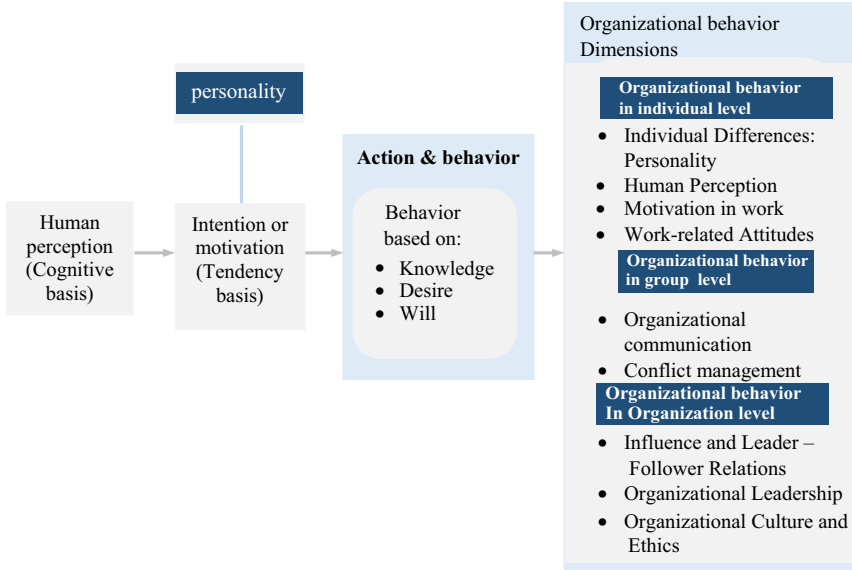 personality
Human
perception
(Cognitive
basis)
Intention or
motivation
(Tendency
basis)
Action & behavior
Behavior
based on:
• Knowledge
• Desire
• Will
Organizational behavior
Dimensions
Organizational behavior
in individual level
• Individual Differences:
Personality
• Human Perception
• Motivation in work
• Work-related Attitudes
Organizational behavior
in group level
• Organizational
communication
• Conflict management
Organizational behavior
In Organization level
• Influence and Leader –
Follower Relations
• Organizational Leadership
• Organizational Culture and
Ethics